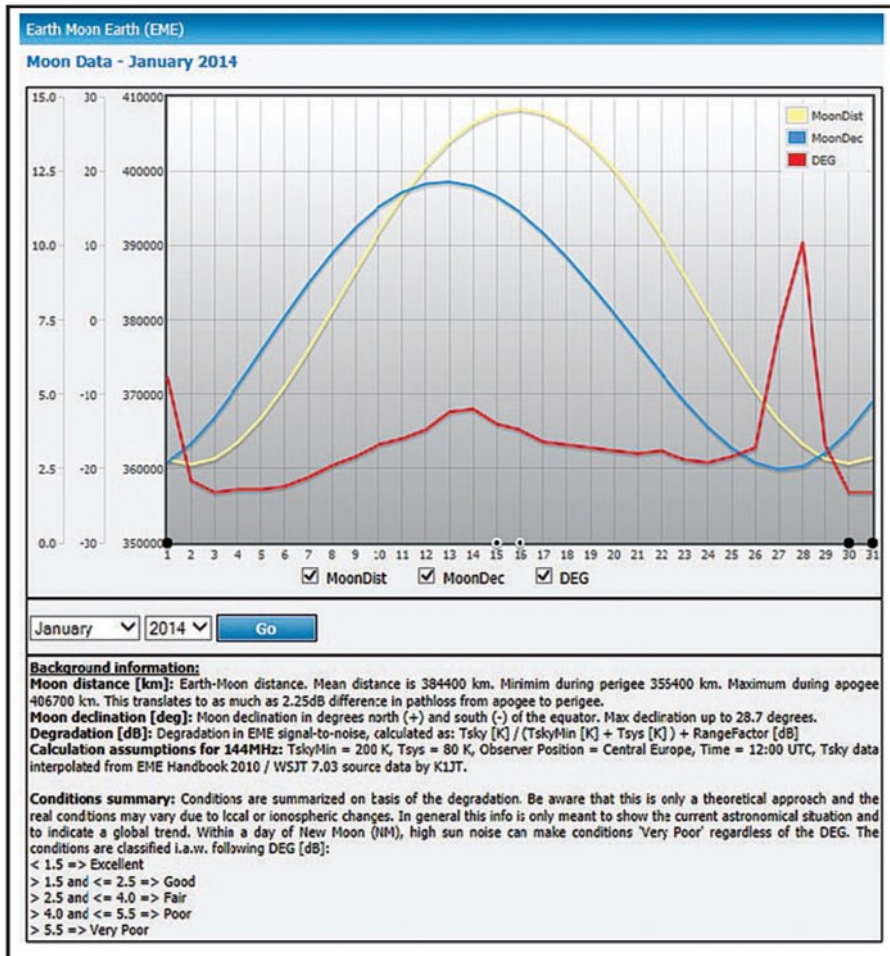 Earth Moon Earth (EME)
Moon Data - January 2014
15.0 30 410000
12.5 20 400000
10.0 10 390000
7.5 0 380000
5.0 -10 370000
2.5 -20 360000
0.0 -30 350000
MoonDist
MoonDec
DEG
1 2 3 4 5 6 7 8 9 10 11 12 13 14 15 16 17 18 19 20 21 22 23 24 25 26 27 28 29 30 31
MoonDist MoonDec DEG
January 2014 Go
Background information:
Moon distance [km]: Earth-Moon distance. Mean distance is 384400 km. Minimim during perigee 355400 km. Maximum during apogee
406700 km. This translates to as much as 2.25dB difference in pathloss from apogee to perigee.
Moon declination [deg]: Moon declination in degrees north (+) and south (-) of the equator. Max declination up to 28.7 degrees.
Degradation [dB]: Degradation in EME signal-to-noise, calculated as: Tsky [K] / (TskyMin [K] + Tsys [K] ) + RangeFactor [dB]
Calculation assumptions for 144MHz: TskyMin = 200 K, Tsys = 80 K, Observer Position = Central Europe, Time = 12:00 UTC, Tsky data
interpolated from EME Handbook 2010 / WSJT 7.03 source data by K1JT.
Conditions summary: Conditions are summarized on basis of the degradation. Be aware that this is only a theoretical approach and the
real conditions may vary due to local or ionospheric changes. In general this info is only meant to show the current astronomical situation and
to indicate a global trend. Within a day of New Moon (NM), high sun noise can make conditions 'Very Poor' regardless of the DEG. The
conditions are classified i.a.w. following DEG [dB]:
< 1.5 => Excellent
> 1.5 and <= 2.5 => Good
> 2.5 and <= 4.0 => Fair
> 4.0 and <= 5.5 => Poor
> 5.5 => Very Poor